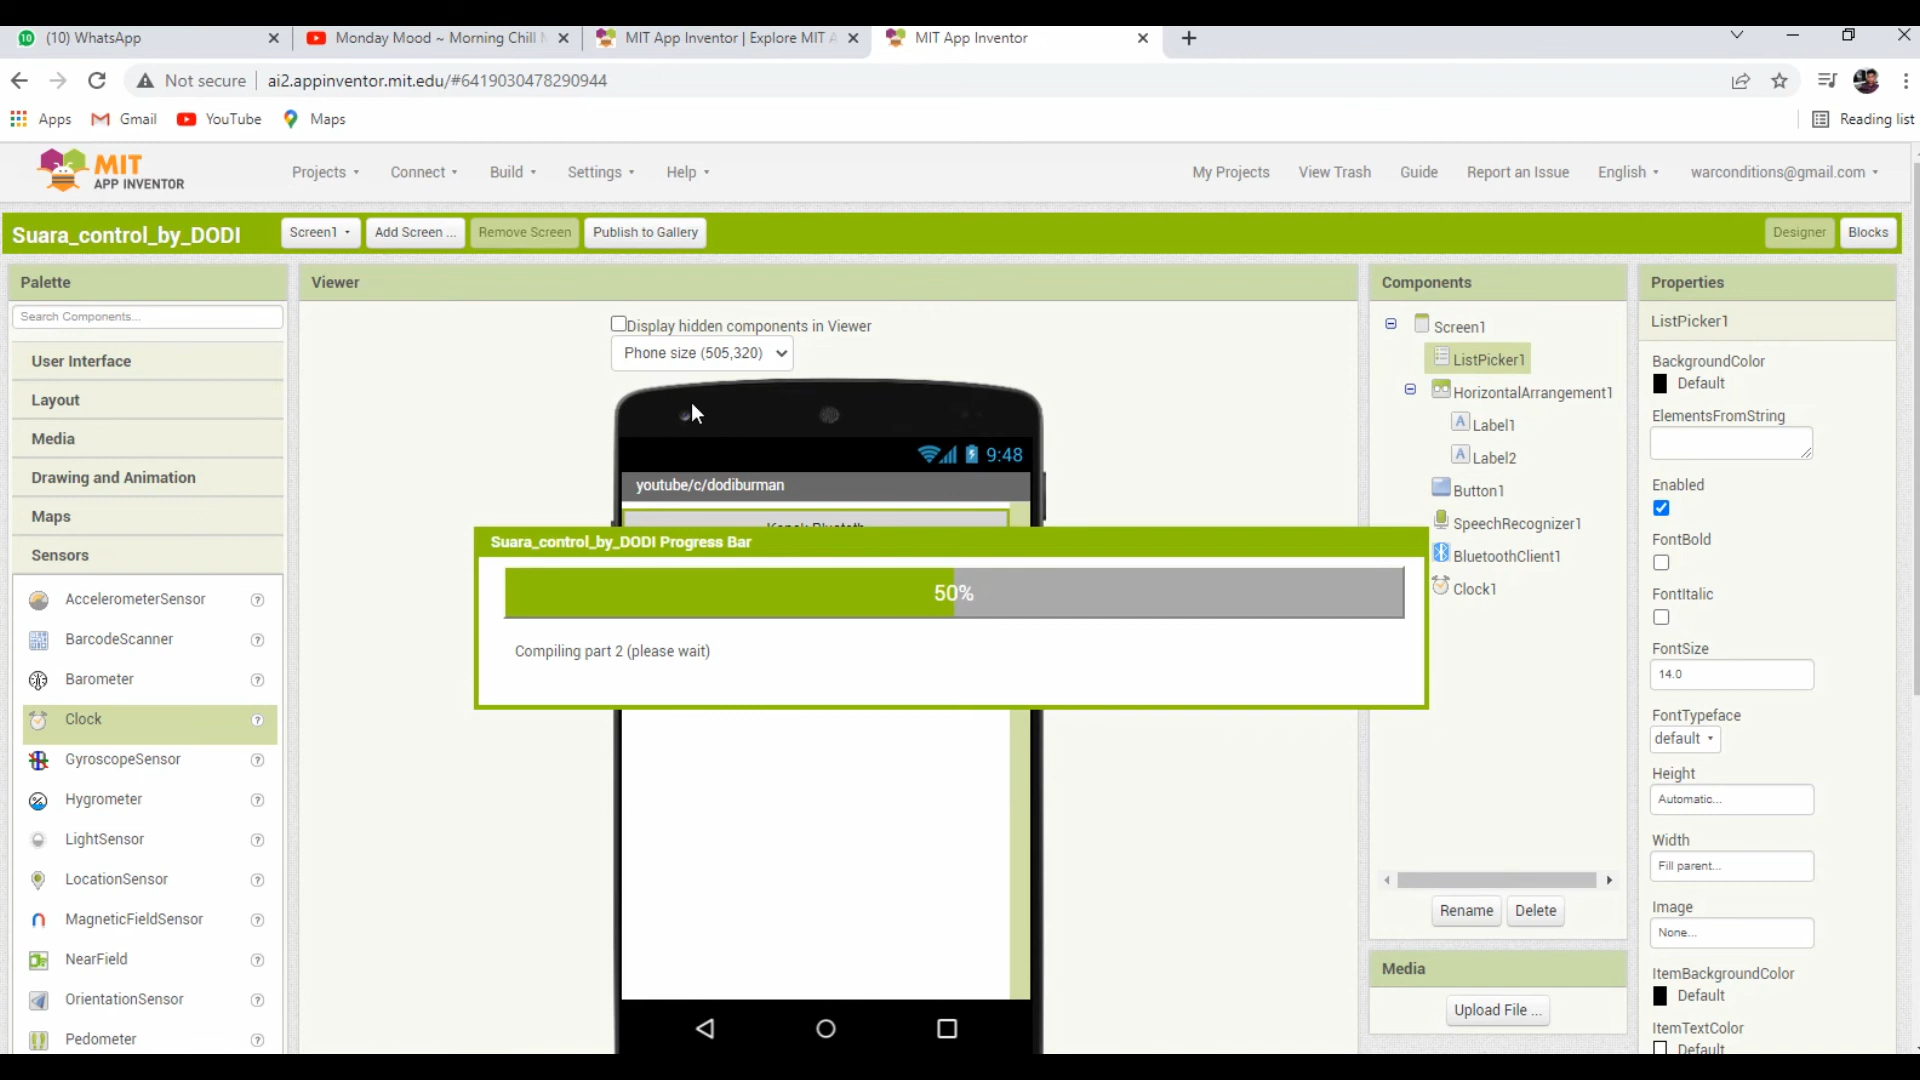 (10) WhatsApp
Monday Mood ~ Morning Chill
MIT App Inventor | Explore MIT A
MIT App Inventor
Not secure
ai2.appinventor.mit.edu/#6419030478290944
Apps
Gmail
YouTube
Maps
Reading list
MIT
APP INVENTOR
Projects
Connect
Build
Settings
Help
My Projects
View Trash
Guide
Report an Issue
English
warconditions@gmail.com
Suara_control_by_DODI
Screen1
Add Screen ...
Remove Screen
Publish to Gallery
Designer
Blocks
Palette
Search Components...
User Interface
Layout
Media
Drawing and Animation
Maps
Sensors
AccelerometerSensor
BarcodeScanner
Barometer
Clock
GyroscopeSensor
Hygrometer
LightSensor
LocationSensor
MagneticFieldSensor
NearField
OrientationSensor
Pedometer
Viewer
Display hidden components in Viewer
Phone size (505,320)
9:48
youtube/c/dodiburman
Suara_control_by_DODI Progress Bar
50%
Compiling part 2 (please wait)
Components
Screen1
ListPicker1
HorizontalArrangement1
Label1
Label2
Button1
SpeechRecognizer1
BluetoothClient1
Clock1
Rename
Delete
Media
Upload File ...
Properties
ListPicker1
BackgroundColor
Default
ElementsFromString
Enabled
FontBold
FontItalic
FontSize
14.0
FontTypeface
default
Height
Automatic...
Width
Fill parent...
Image
None...
ItemBackgroundColor
Default
ItemTextColor
Default